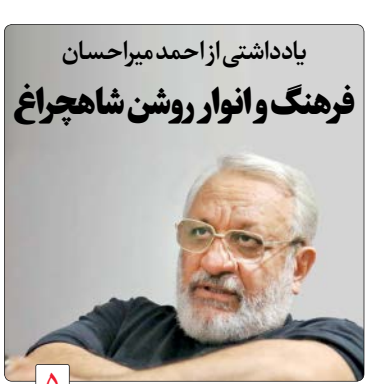 یادداشتی از احمد میراحسان
فرهنگ و انوار روشن شاهچراغ
۸